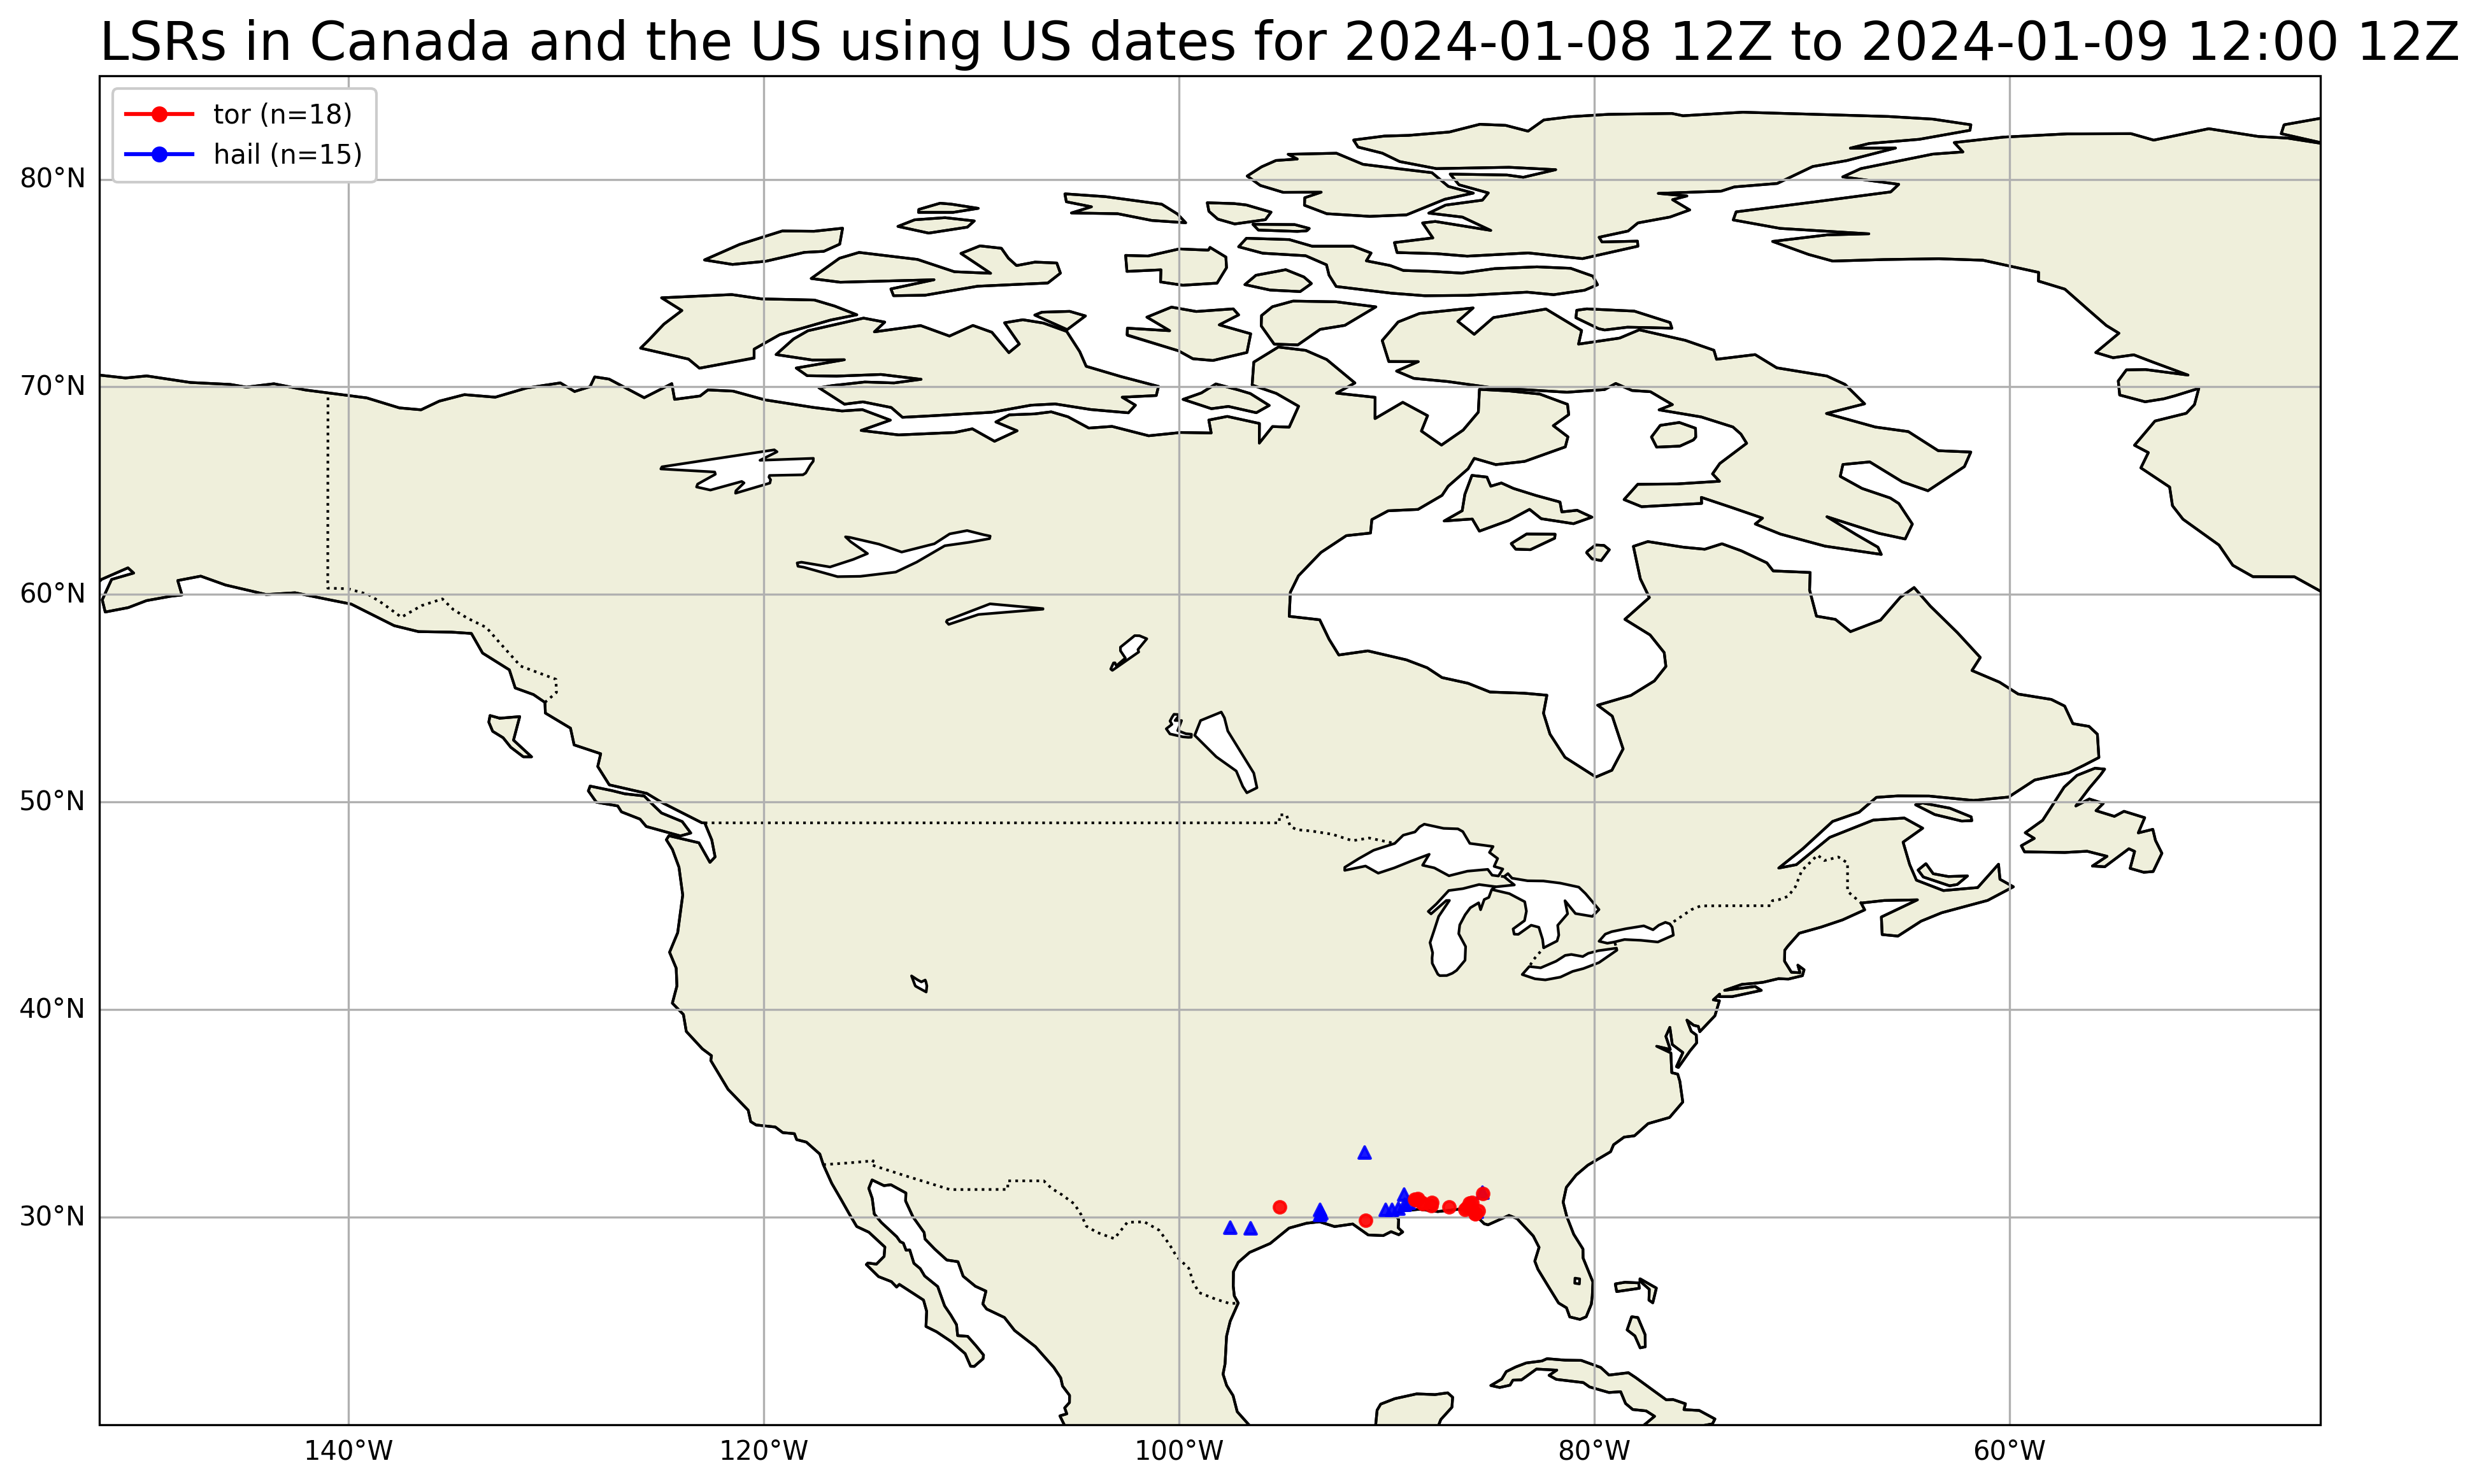 LSRs in Canada and the US using US dates for 2024-01-08 12Z to 2024-01-09 12:00 12Z
tor (n=18)
hail (n=15)
80°N
70°N
60°N
50°N
40°N
30°N
140°W
120°W
100°W
80°W
60°W